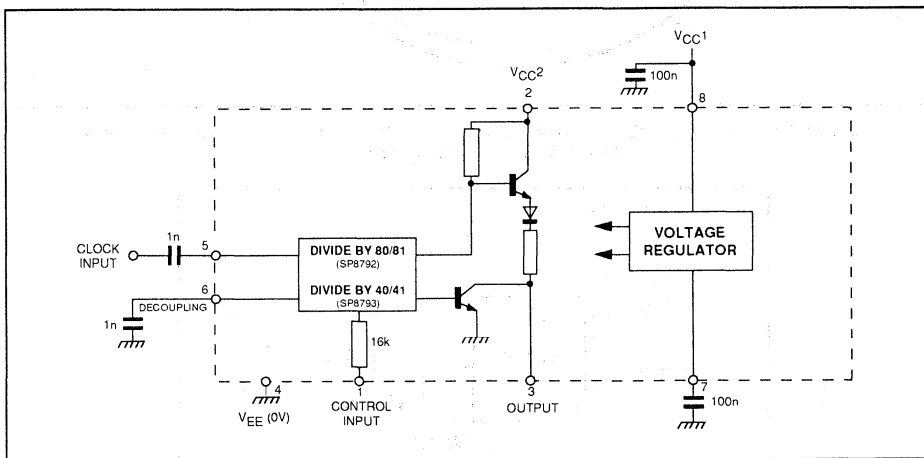 VCC1
100n
VCC2
2
8
1n
CLOCK
INPUT
5
DIVIDE BY 80/81
(SP8792)
VOLTAGE
REGULATOR
6
DECOUPLING
DIVIDE BY 40/41
(SP8793)
1n
16k
4
1
3
7
VEE (0V)
CONTROL
INPUT
OUTPUT
100n